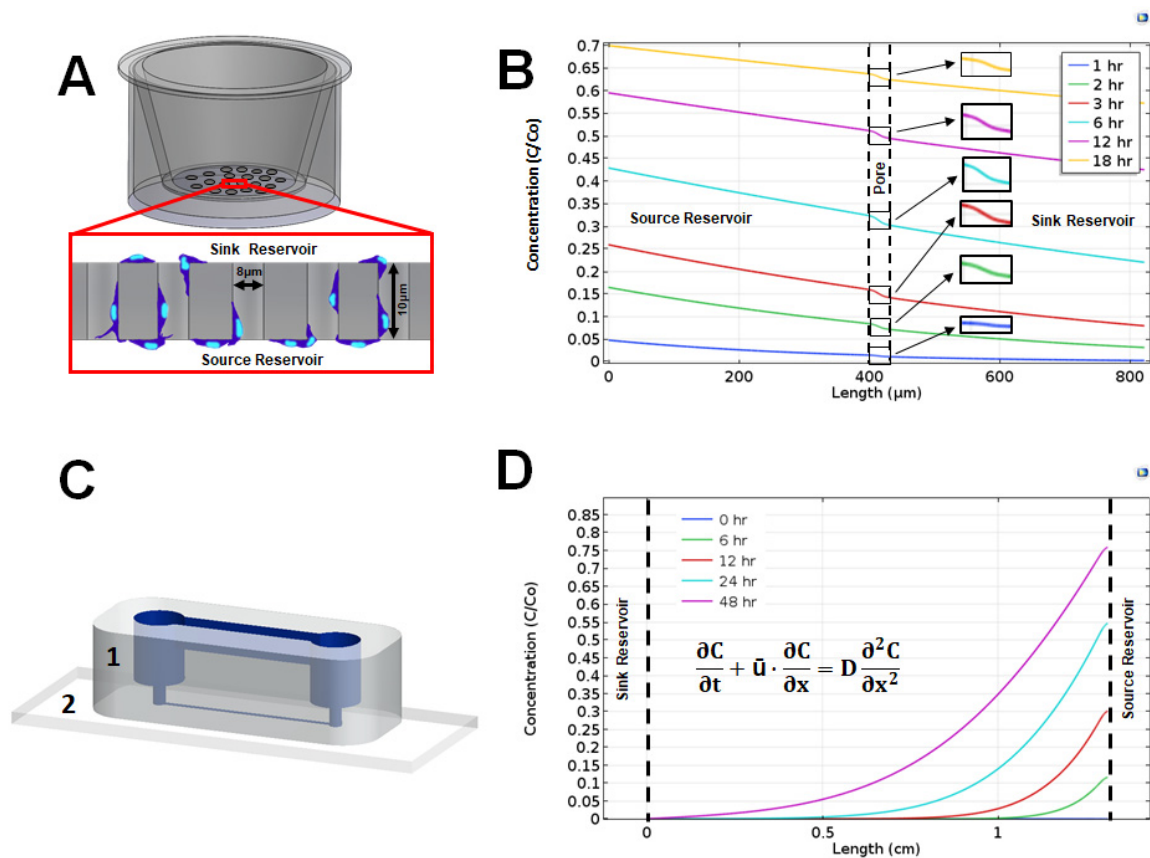 A
Sink Reservoir
8µm
10µm
Source Reservoir
B
Concentration (C/Co)
0.7
0.65
0.6
0.55
0.5
0.45
0.4
0.35
0.3
0.25
0.2
0.15
0.1
0.05
0
Source Reservoir
Pore
Sink Reservoir
1 hr
2 hr
3 hr
6 hr
12 hr
18 hr
0 200 400 600 800
Length (µm)
C
1
2
D
Concentration (C/Co)
0.85
0.8
0.75
0.7
0.65
0.6
0.55
0.5
0.45
0.4
0.35
0.3
0.25
0.2
0.15
0.1
0.05
0
Sink Reservoir
0 hr
6 hr
12 hr
24 hr
48 hr
∂C/∂t + ū · ∂C/∂x = D ∂²C/∂x²
Source Reservoir
0 0.5 1
Length (cm)